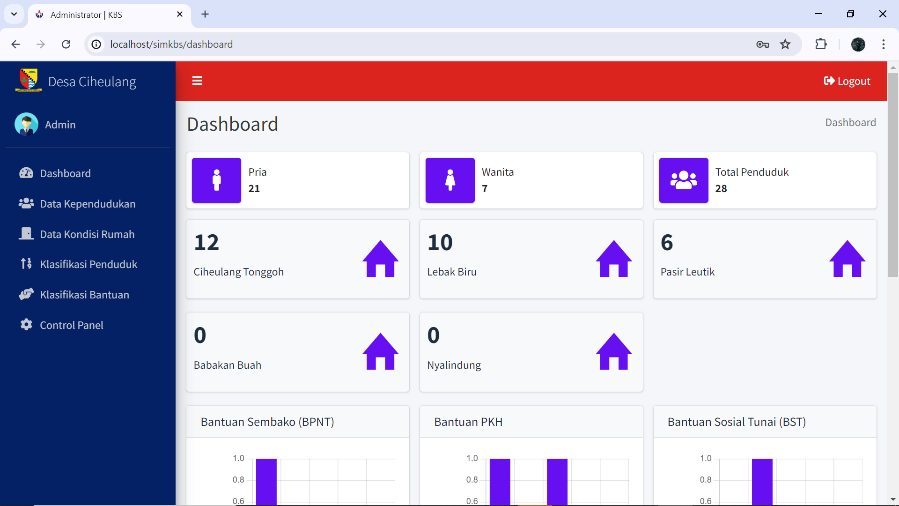 Administrator | KBS
localhost/simkbs/dashboard
Desa Ciheulang
Logout
Admin
Dashboard
Data Kependudukan
Data Kondisi Rumah
Klasifikasi Penduduk
Klasifikasi Bantuan
Control Panel
Dashboard
Dashboard
Pria
21
Wanita
7
Total Penduduk
28
12
Ciheulang Tonggoh
10
Lebak Biru
6
Pasir Leutik
0
Babakan Buah
0
Nyalindung
Bantuan Sembako (BPNT)
1.0
0.8
0.6
Bantuan PKH
1.0
0.8
0.6
Bantuan Sosial Tunai (BST)
1.0
0.8
0.6